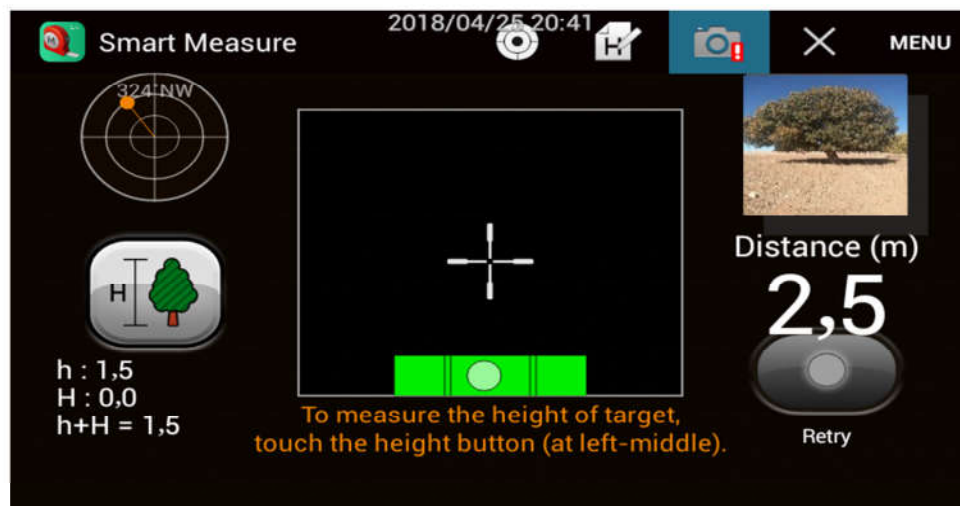 2018/04/25,20:41
Smart Measure
H
MENU
324 NW
H
Distance (m)
2,5
h : 1,5
H : 0,0
h+H = 1,5
To measure the height of target,
touch the height button (at left-middle).
Retry